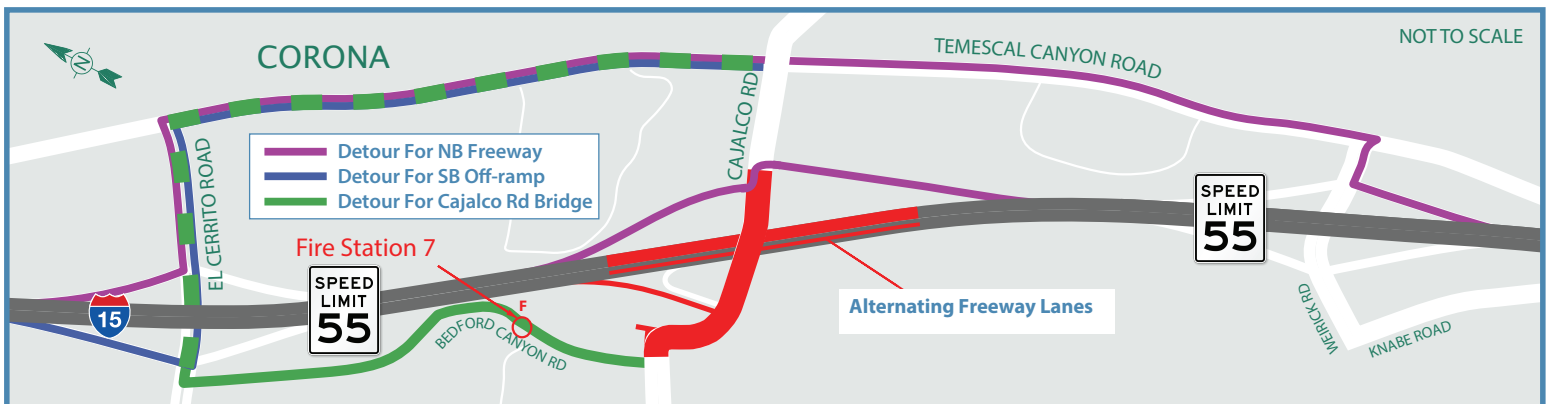 CORONA
NOT TO SCALE
TEMESCAL CANYON ROAD
N
CAJALCO RD
EL CERRITO ROAD
Detour For NB Freeway
Detour For SB Off-ramp
Detour For Cajalco Rd Bridge
Fire Station 7
SPEED
LIMIT
55
SPEED
LIMIT
55
15
F
BEDFORD CANYON RD
Alternating Freeway Lanes
WEIRICK RD
KNABE ROAD